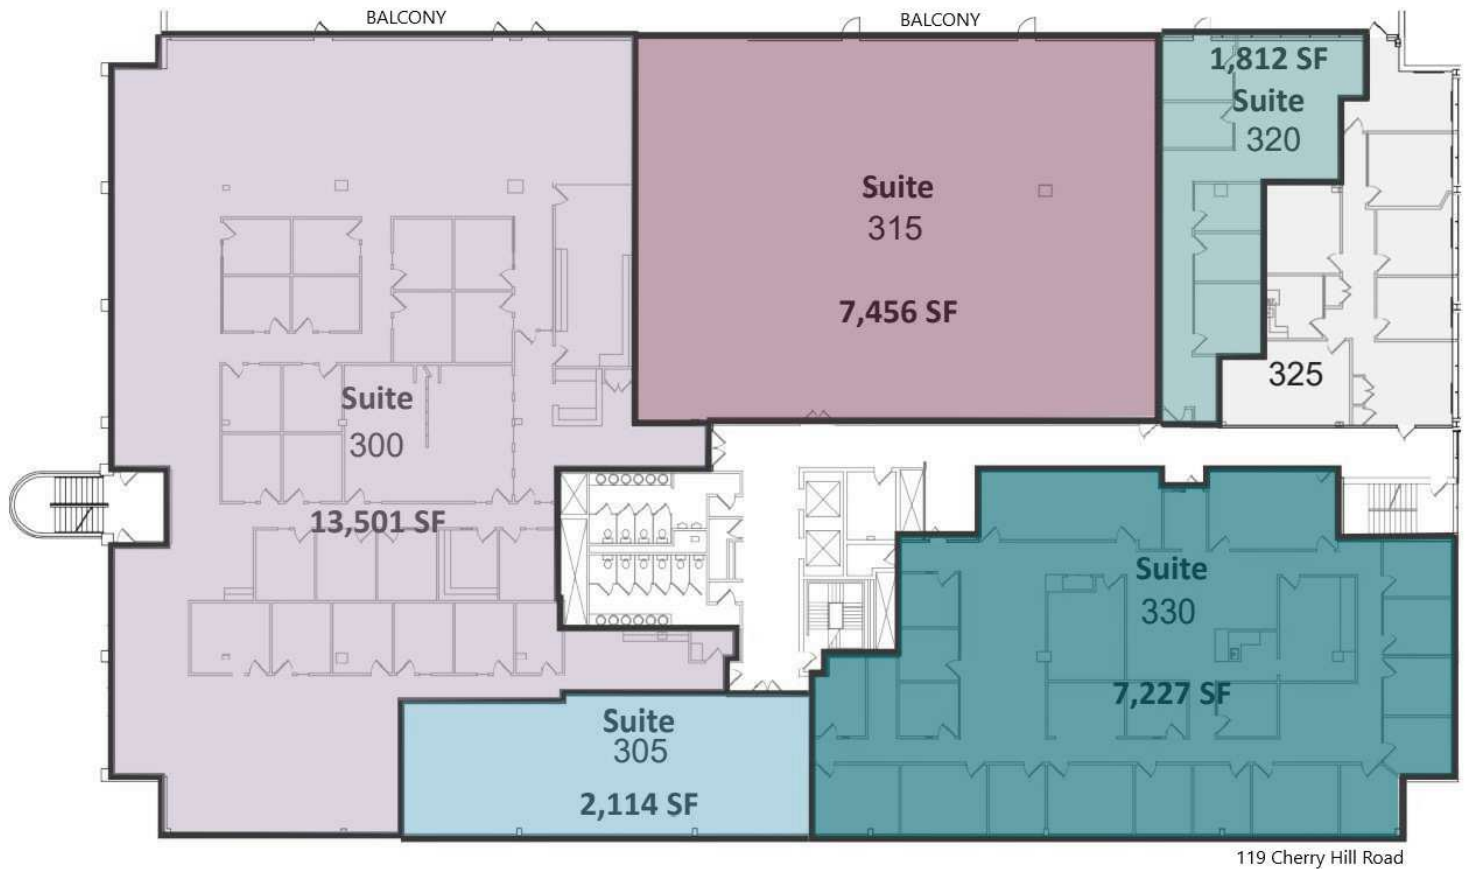 BALCONY
BALCONY
1,812 SF
Suite
320
Suite
315
7,456 SF
325
Suite
300
13,501 SF
Suite
330
7,227 SF
Suite
305
2,114 SF
119 Cherry Hill Road